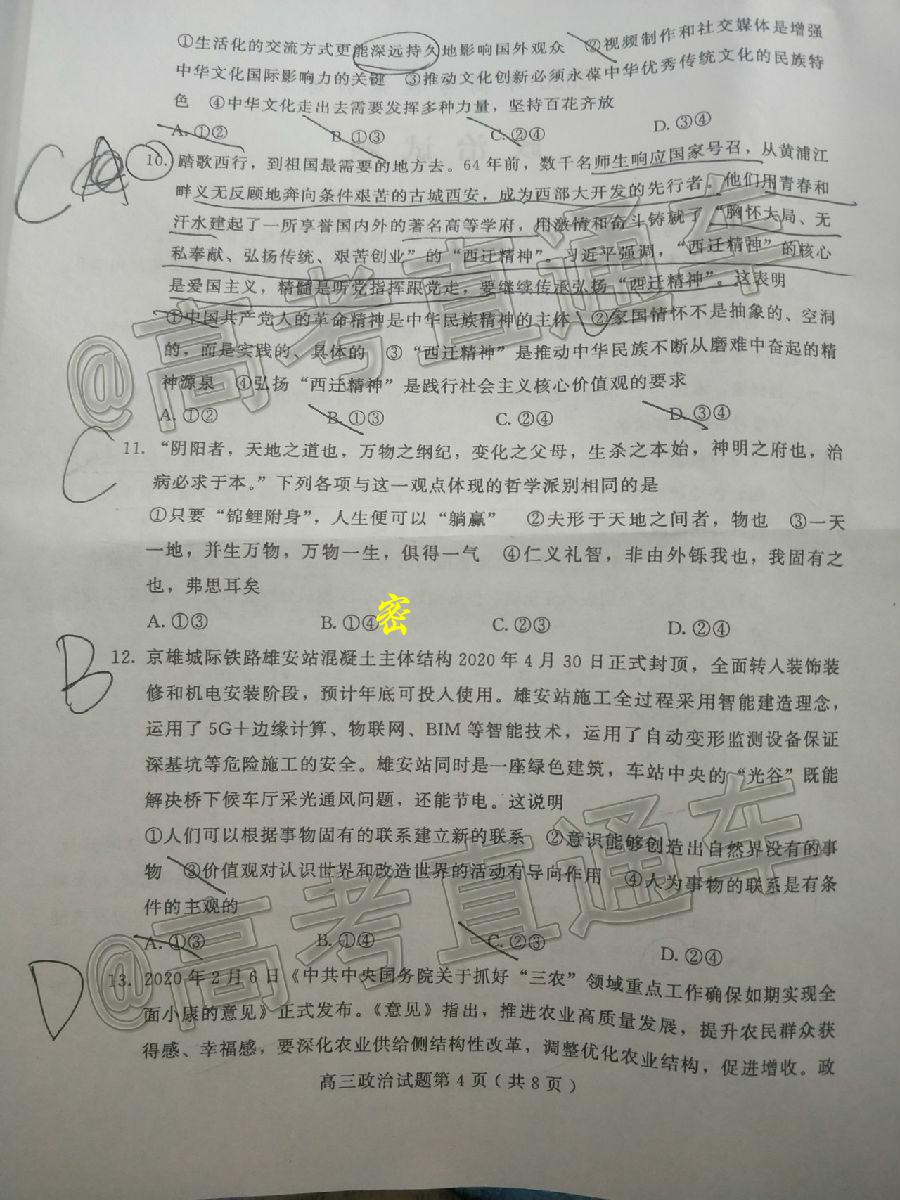 ①生活化的交流方式更能深远持久地影响国外观众 ②视频制作和社交媒体是增强
中华文化国际影响力的关键 ③推动文化创新必须永葆中华优秀传统文化的民族特
色 ④中华文化走出去需要发挥多种力量，坚持百花齐放
A. ①② B. ①③ C. ②④ D. ③④
C
10. 踏歌西行，到祖国最需要的地方去。64 年前，数千名师生响应国家号召，从黄浦江
畔义无反顾地奔向条件艰苦的古城西安，成为西部大开发的先行者。他们用青春和
汗水建起了一所享誉国内外的著名高等学府，用激情和奋斗铸就了“胸怀大局、无
私奉献、弘扬传统、艰苦创业”的“西迁精神”。习近平强调，“西迁精神”的核心
是爱国主义，精髓是听党指挥跟党走，要继续传承弘扬“西迁精神”。这表明
①中国共产党人的革命精神是中华民族精神的主体 ②家国情怀不是抽象的、空洞
的，而是实践的、具体的 ③“西迁精神”是推动中华民族不断从磨难中奋起的精
神源泉 ④弘扬“西迁精神”是践行社会主义核心价值观的要求
A. ①② B. ①③ C. ②④ D. ③④
C
11. “阴阳者，天地之道也，万物之纲纪，变化之父母，生杀之本始，神明之府也，治
病必求于本。”下列各项与这一观点体现的哲学派别相同的是
①只要“锦鲤附身”，人生便可以“躺赢” ②夫形于天地之间者，物也 ③一天
一地，并生万物，万物一生，俱得一气 ④仁义礼智，非由外铄我也，我固有之
也，弗思耳矣
A. ①③ B. ①④ 密 C. ②③ D. ②④
B
12. 京雄城际铁路雄安站混凝土主体结构 2020 年 4 月 30 日正式封顶，全面转入装饰装
修和机电安装阶段，预计年底可投入使用。雄安站施工全过程采用智能建造理念，
运用了 5G＋边缘计算、物联网、BIM 等智能技术，运用了自动变形监测设备保证
深基坑等危险施工的安全。雄安站同时是一座绿色建筑，车站中央的“光谷”既能
解决桥下候车厅采光通风问题，还能节电。这说明
①人们可以根据事物固有的联系建立新的联系 ②意识能够创造出自然界没有的事
物 ③价值观对认识世界和改造世界的活动有导向作用 ④人为事物的联系是有条
件的主观的
A. ①③ B. ①④ C. ②③ D. ②④
D
13. 2020 年 2 月 6 日《中共中央国务院关于抓好“三农”领域重点工作确保如期实现全
面小康的意见》正式发布。《意见》指出，推进农业高质量发展，提升农民群众获
得感、幸福感，要深化农业供给侧结构性改革，调整优化农业结构，促进增收。政
高三政治试题第 4 页（共 8 页）
@高考直通车
@高考直通车